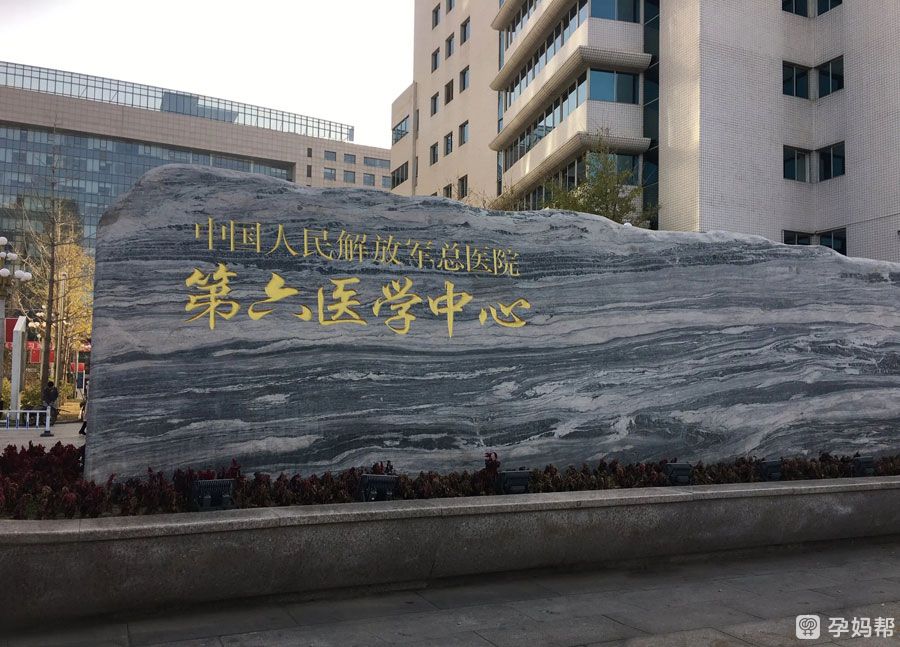 中国人民解放军总医院
第六医学中心
孕妈帮